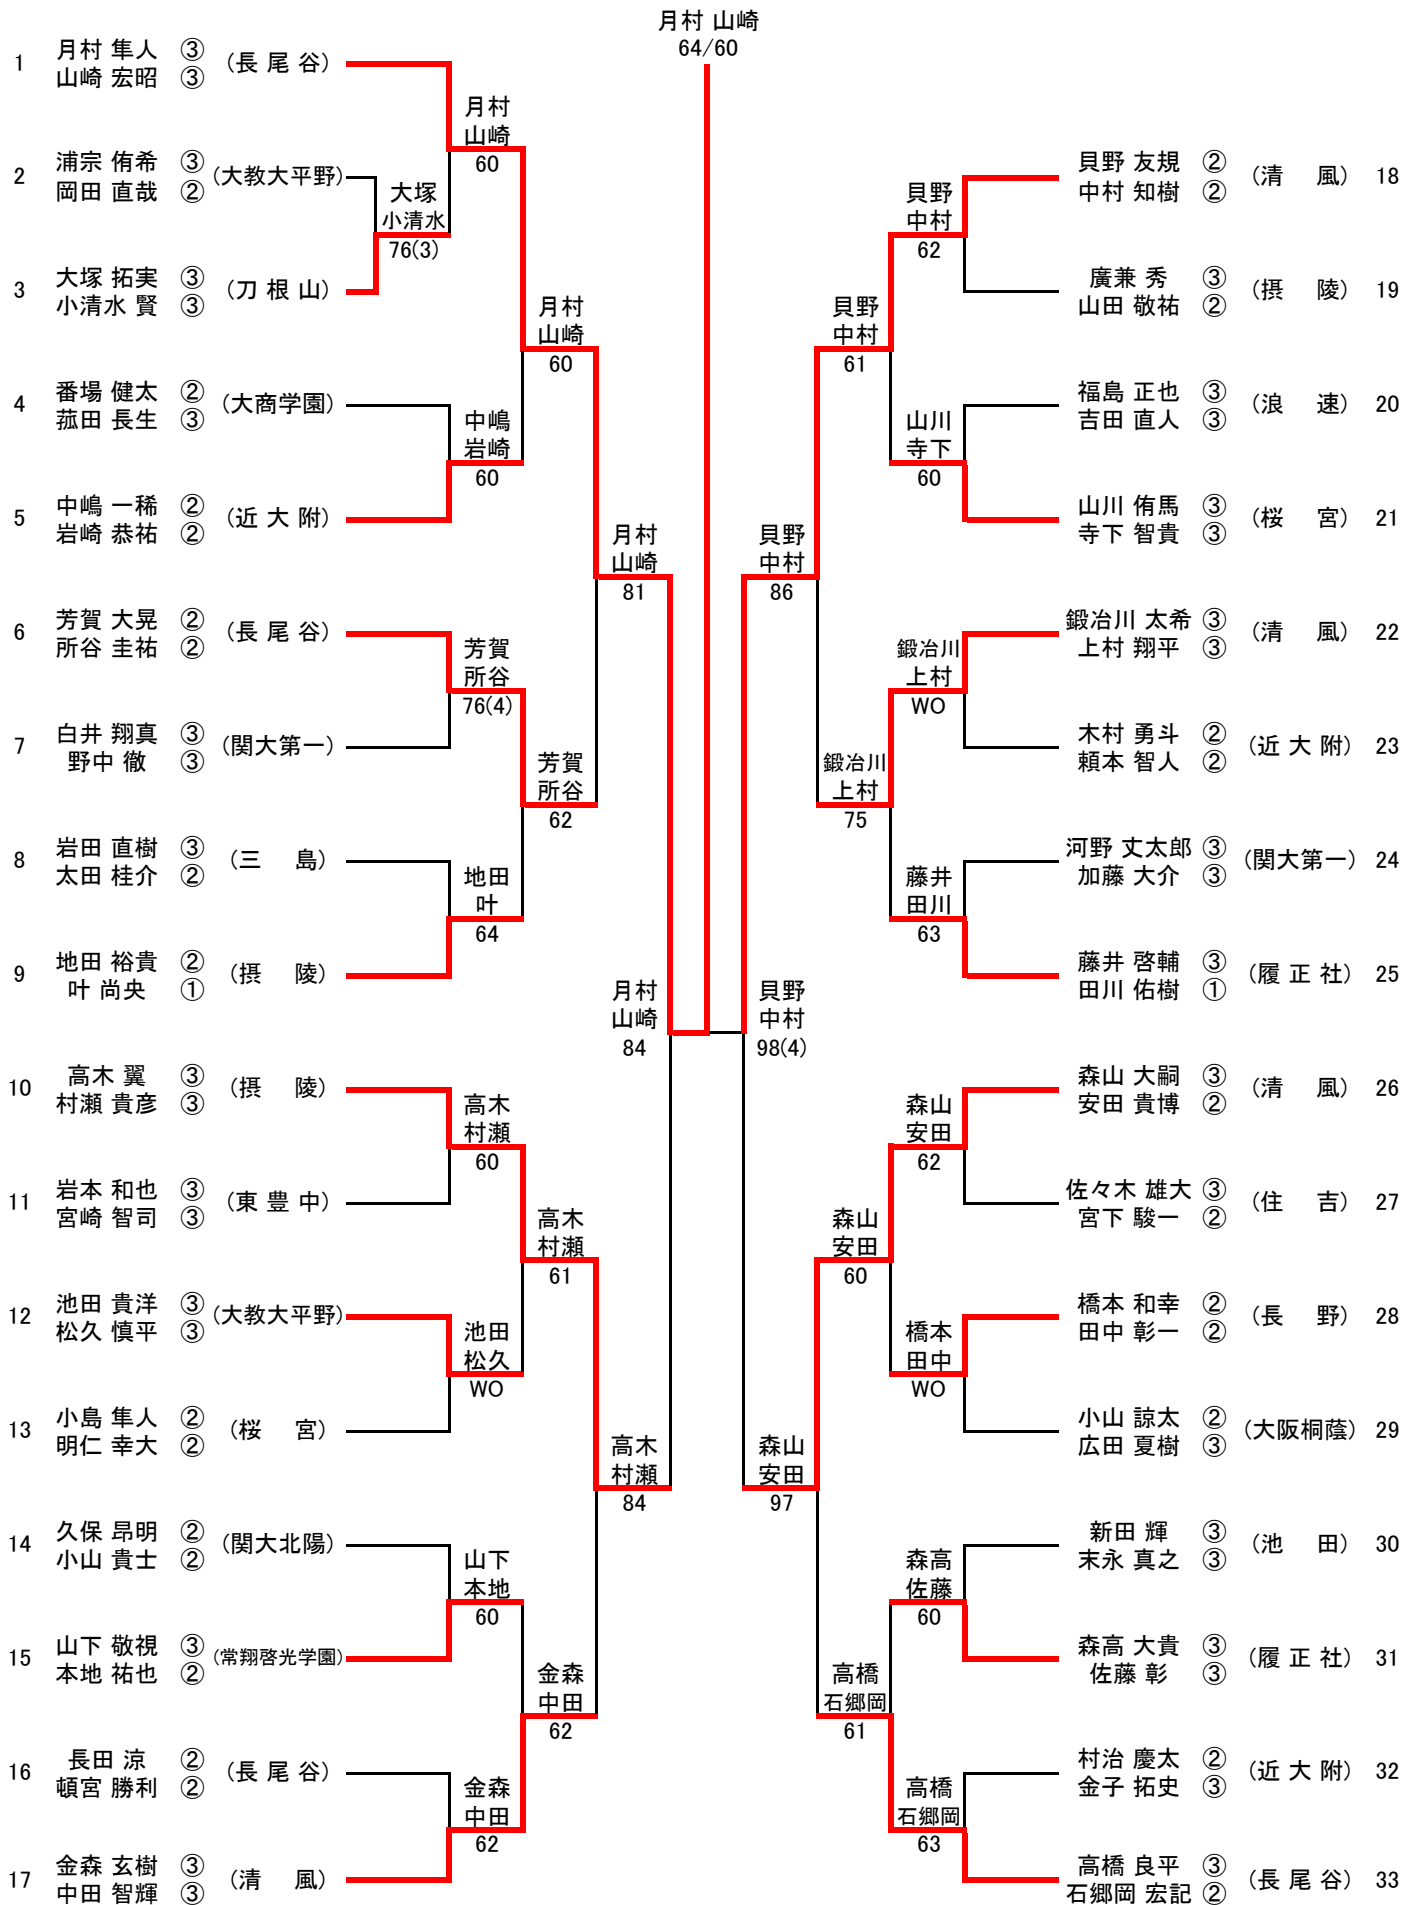 月村 山崎
64/60
1 月村 隼人 ③ (長 尾 谷)
山崎 宏昭 ③
2 浦宗 侑希 ③ (大教大平野)
岡田 直哉 ②
3 大塚 拓実 ③ (刀 根 山)
小清水 賢 ③
4 番場 健太 ② (大商学園)
菰田 長生 ③
5 中嶋 一稀 ② (近 大 附)
岩崎 恭祐 ②
6 芳賀 大晃 ② (長 尾 谷)
所谷 圭祐 ②
7 白井 翔真 ③ (関大第一)
野中 徹 ③
8 岩田 直樹 ③ (三 島)
太田 桂介 ②
9 地田 裕貴 ② (摂 陵)
叶 尚央 ①
10 高木 翼 ③ (摂 陵)
村瀬 貴彦 ③
11 岩本 和也 ③ (東 豊 中)
宮崎 智司 ③
12 池田 貴洋 ③ (大教大平野)
松久 慎平 ③
13 小島 隼人 ② (桜 宮)
明仁 幸大 ②
14 久保 昂明 ② (関大北陽)
小山 貴士 ②
15 山下 敬視 ③ (常翔啓光学園)
本地 祐也 ②
16 長田 涼 ② (長 尾 谷)
頓宮 勝利 ②
17 金森 玄樹 ③ (清 風)
中田 智輝 ③
大塚
小清水
76(3)
月村
山崎
60
中嶋
岩崎
60
芳賀
所谷
76(4)
地田
叶
64
高木
村瀬
60
池田
松久
WO
山下
本地
60
金森
中田
62
月村
山崎
60
芳賀
所谷
62
高木
村瀬
61
金森
中田
62
月村
山崎
81
高木
村瀬
84
月村
山崎
84
貝野
中村
98(4)
貝野
中村
86
森山
安田
97
貝野
中村
61
鍛冶川
上村
75
森山
安田
60
高橋
石郷岡
61
貝野
中村
62
山川
寺下
60
鍛冶川
上村
WO
藤井
田川
63
森山
安田
62
橋本
田中
WO
森高
佐藤
60
高橋
石郷岡
63
貝野 友規 ② (清 風) 18
中村 知樹 ②
廣兼 秀 ③ (摂 陵) 19
山田 敬祐 ②
福島 正也 ③ (浪 速) 20
吉田 直人 ③
山川 侑馬 ③ (桜 宮) 21
寺下 智貴 ③
鍛冶川 太希 ③ (清 風) 22
上村 翔平 ③
木村 勇斗 ② (近 大 附) 23
頼本 智人 ②
河野 丈太郎 ③ (関大第一) 24
加藤 大介 ③
藤井 啓輔 ③ (履 正 社) 25
田川 佑樹 ①
森山 大嗣 ③ (清 風) 26
安田 貴博 ②
佐々木 雄大 ③ (住 吉) 27
宮下 駿一 ②
橋本 和幸 ② (長 野) 28
田中 彰一 ②
小山 諒太 ② (大阪桐蔭) 29
広田 夏樹 ③
新田 輝 ③ (池 田) 30
末永 真之 ③
森高 大貴 ③ (履 正 社) 31
佐藤 彰 ③
村治 慶太 ② (近 大 附) 32
金子 拓史 ③
高橋 良平 ③ (長 尾 谷) 33
石郷岡 宏記 ②